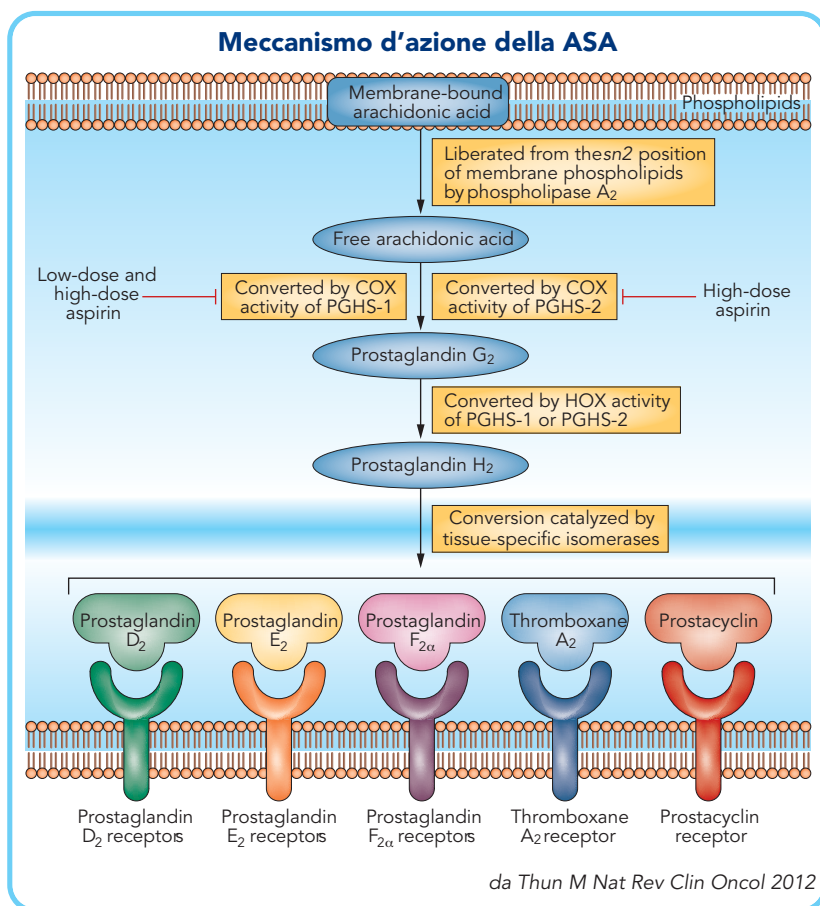 Meccanismo d'azione della ASA
Membrane-bound
arachidonic acid
Phospholipids
Liberated from thesn2 position
of membrane phospholipids
by phospholipase A₂
Free arachidonic acid
Low-dose and
high-dose
aspirin
Converted by COX
activity of PGHS-1
Converted by COX
activity of PGHS-2
High-dose
aspirin
Prostaglandin G₂
Converted by HOX activity
of PGHS-1 or PGHS-2
Prostaglandin H₂
Conversion catalyzed by
tissue-specific isomerases
Prostaglandin
D₂
Prostaglandin
E₂
Prostaglandin
F₂α
Thromboxane
A₂
Prostacyclin
Prostaglandin
D₂ receptors
Prostaglandin
E₂ receptors
Prostaglandin
F₂α receptors
Thromboxane
A₂ receptor
Prostacyclin
receptor
da Thun M Nat Rev Clin Oncol 2012